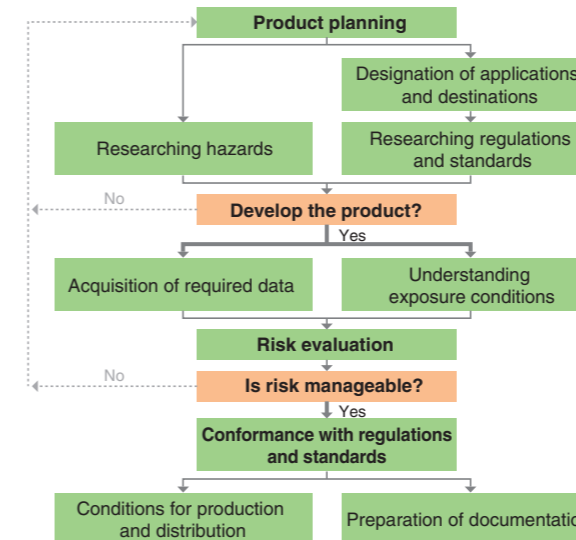 Product planning
Designation of applications
and destinations
Researching hazards
Researching regulations
and standards
No
Develop the product?
Yes
Acquisition of required data
Understanding
exposure conditions
Risk evaluation
No
Is risk manageable?
Yes
Conformance with regulations
and standards
Conditions for production
and distribution
Preparation of documentatio